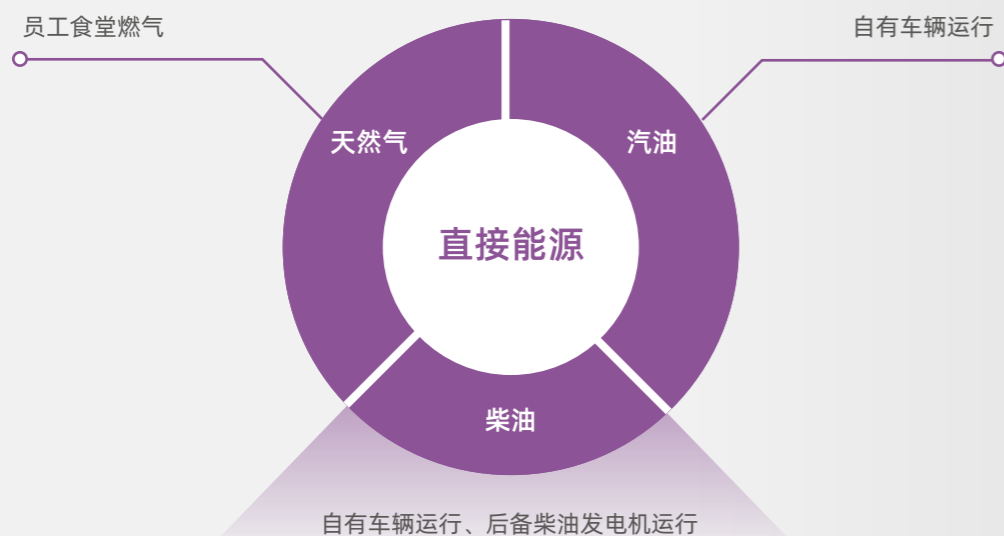 员工食堂燃气
自有车辆运行
天然气
汽油
直接能源
柴油
自有车辆运行、后备柴油发电机运行